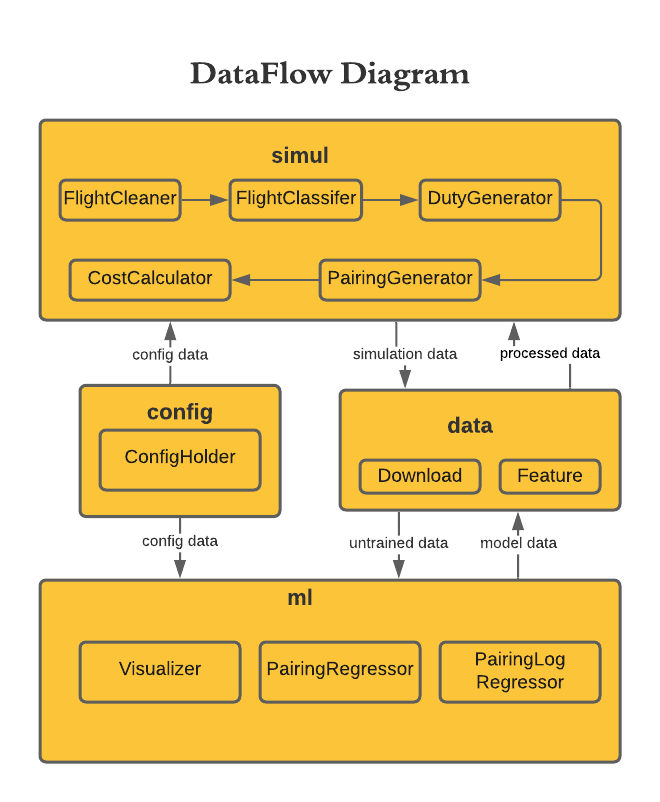 DataFlow Diagram
simul
FlightCleaner
FlightClassifer
DutyGenerator
CostCalculator
PairingGenerator
config data
simulation data
processed data
config
ConfigHolder
data
Download
Feature
config data
untrained data
model data
ml
Visualizer
PairingRegressor
PairingLog
Regressor